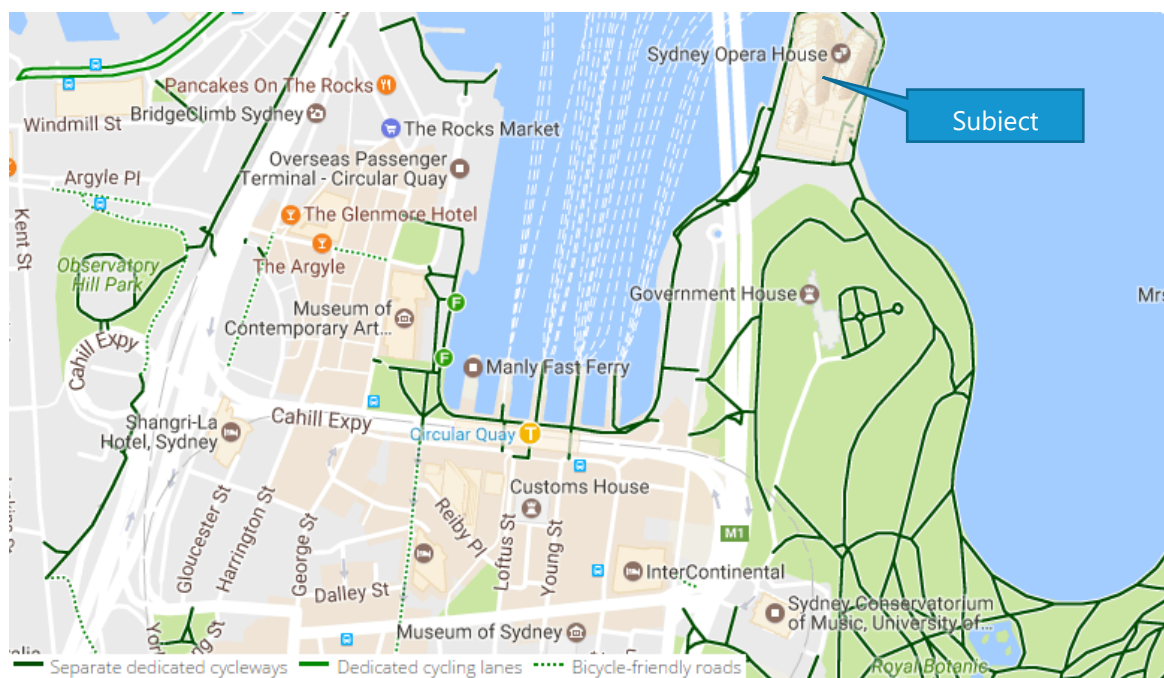 Sydney Opera House
Subject
Pancakes On The Rocks
BridgeClimb Sydney
Windmill St
The Rocks Market
Overseas Passenger
Terminal - Circular Quay
Argyle Pl
The Glenmore Hotel
Kent St
The Argyle
Observatory
Hill Park
Government House
Mrs
Museum of
Contemporary Art...
F
F
Cahill Expy
Manly Fast Ferry
Shangri-La
Hotel, Sydney
Cahill Expy
Circular Quay
T
Customs House
Gloucester St
Harrington St
George St
Reiby Pl
Loftus St
Young St
M1
InterContinental
Dalley St
Sydney Conservatorium
of Music, University of...
Museum of Sydney
Royal Botanic
Separate dedicated cycleways
Dedicated cycling lanes
Bicycle-friendly roads